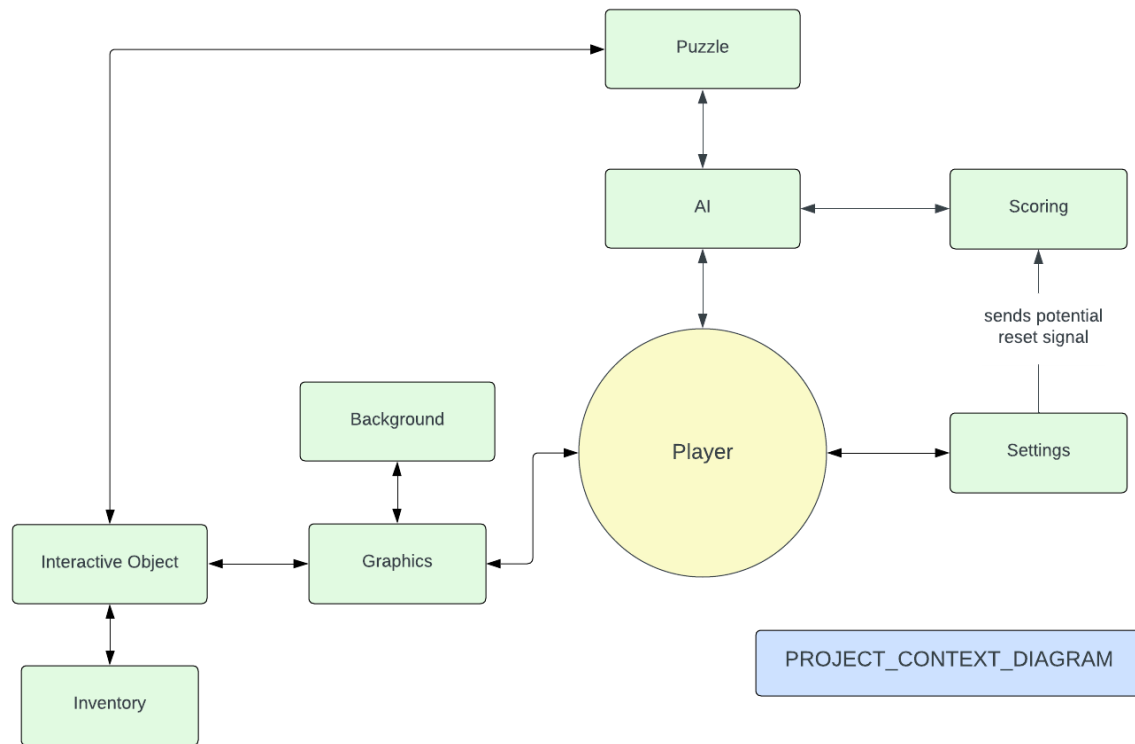 Puzzle
AI
Scoring
sends potential
reset signal
Background
Player
Settings
Interactive Object
Graphics
PROJECT_CONTEXT_DIAGRAM
Inventory